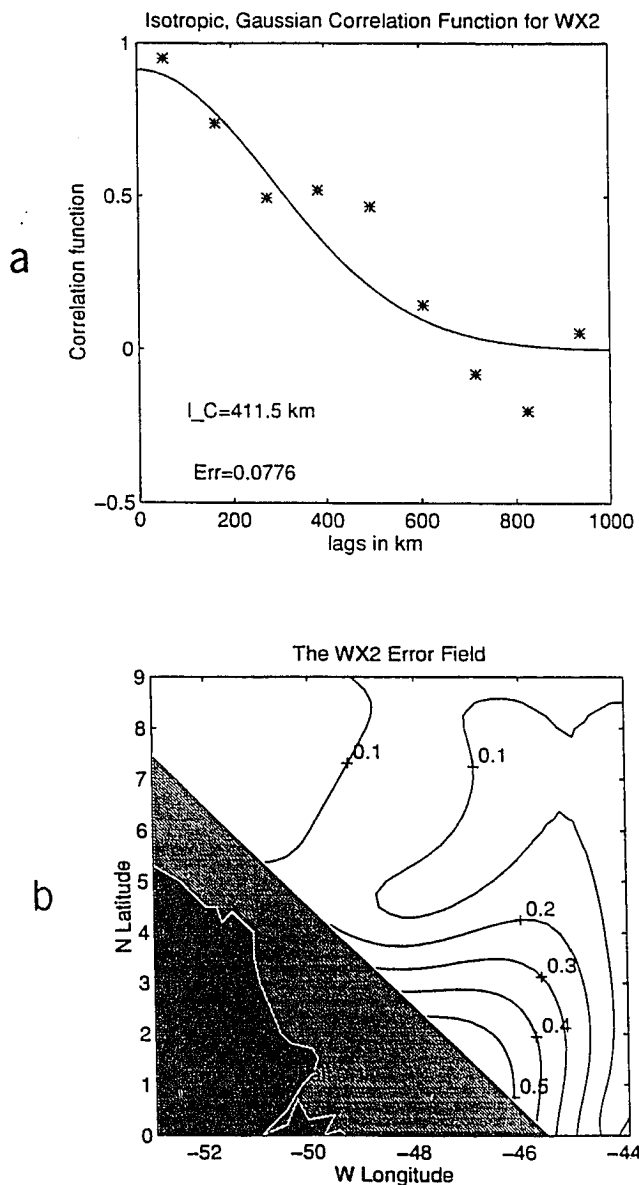 Isotropic, Gaussian Correlation Function for WX2
a
Correlation function
1
0.5
0
-0.5
l_C=411.5 km
Err=0.0776
0 200 400 600 800 1000
lags in km
The WX2 Error Field
b
N Latitude
9
8
7
6
5
4
3
2
1
0
0.1
0.1
0.2
0.3
0.4
0.5
-52 -50 -48 -46 -44
W Longitude